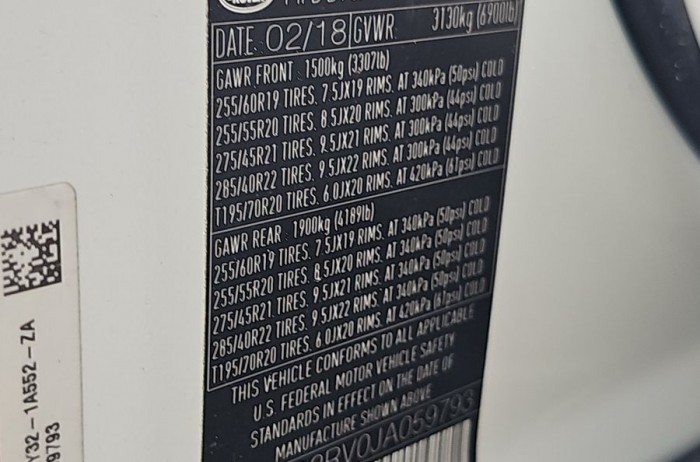 ROVER
DATE 02/18 GVWR 3130kg (6900lb)
GAWR FRONT 1500kg (3307lb)
255/60R19 TIRES. 7.5JX19 RIMS. AT 340kPa (50psi) COLD
255/55R20 TIRES. 8.5JX20 RIMS. AT 300kPa (44psi) COLD
275/45R21 TIRES. 9.5JX21 RIMS. AT 300kPa (44psi) COLD
285/40R22 TIRES. 9.5JX22 RIMS. AT 300kPa (44psi) COLD
T195/70R20 TIRES. 6.0JX20 RIMS. AT 420kPa (61psi) COLD
GAWR REAR 1900kg (4189lb)
255/60R19 TIRES. 7.5JX19 RIMS. AT 340kPa (50psi) COLD
255/55R20 TIRES. 8.5JX20 RIMS. AT 340kPa (50psi) COLD
275/45R21 TIRES. 9.5JX21 RIMS. AT 340kPa (50psi) COLD
285/40R22 TIRES. 9.5JX22 RIMS. AT 340kPa (50psi) COLD
T195/70R20 TIRES. 6.0JX20 RIMS. AT 420kPa (61psi) COLD
THIS VEHICLE CONFORMS TO ALL APPLICABLE
U.S. FEDERAL MOTOR VEHICLE SAFETY
STANDARDS IN EFFECT ON THE DATE OF
MANUFACTURE SHOWN ABOVE
RV0JA059793
Y32-1A552-ZA
59793